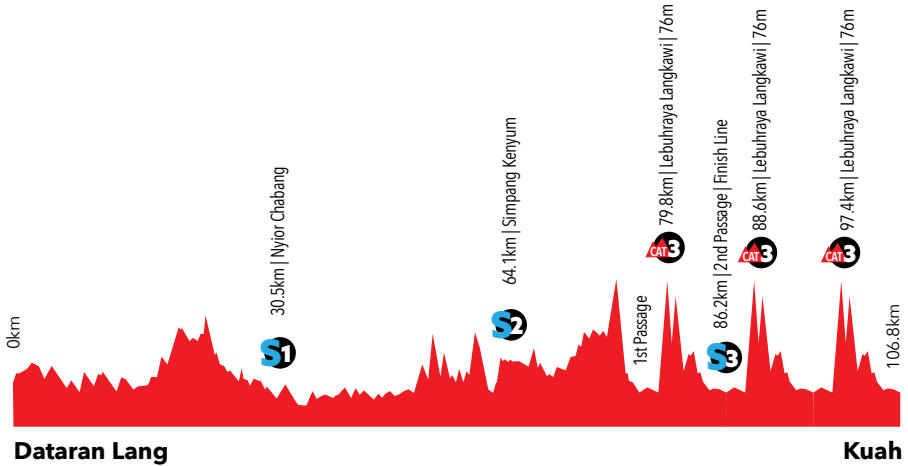 0km
30.5km | Nyior Chabang
S1
64.1km | Simpang Kenyum
S2
1st Passage
79.8km | Lebuhraya Langkawi | 76m
CAT 3
86.2km | 2nd Passage | Finish Line
S3
88.6km | Lebuhraya Langkawi | 76m
CAT 3
97.4km | Lebuhraya Langkawi | 76m
CAT 3
106.8km
Dataran Lang
Kuah